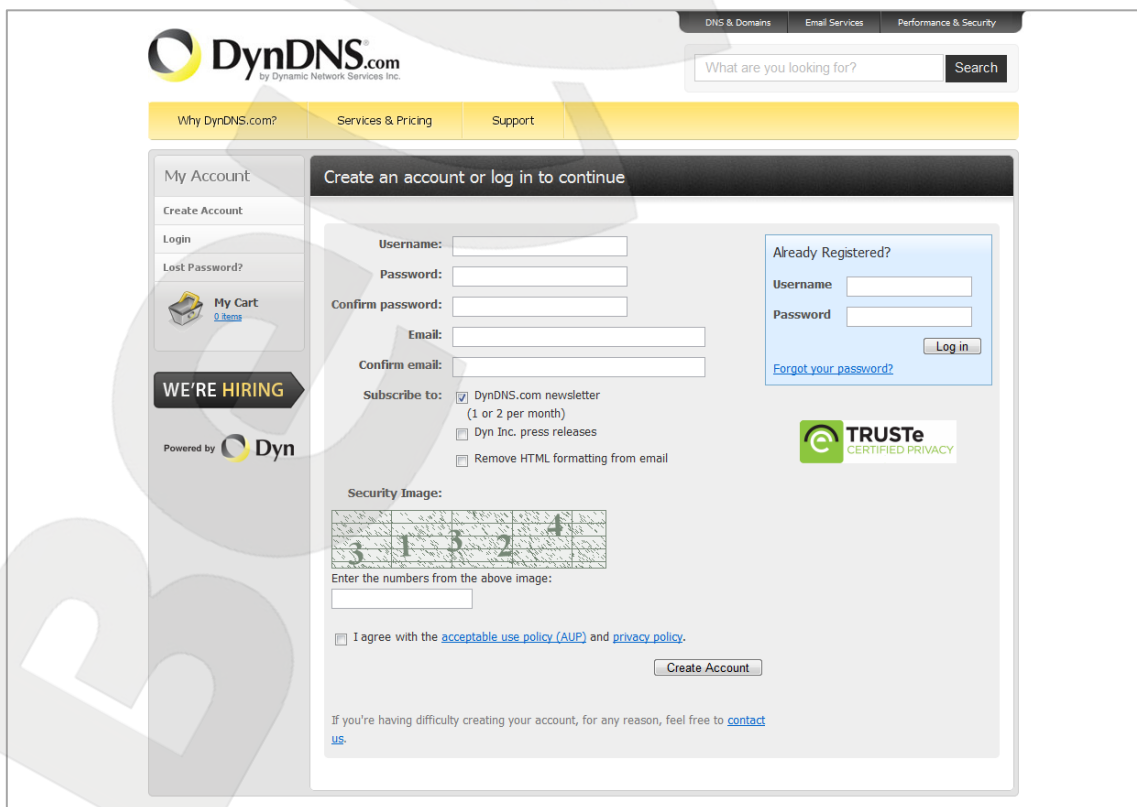 DNS & Domains
Email Services
Performance & Security
DynDNS.com
by Dynamic Network Services Inc.
What are you looking for?
Search
Why DynDNS.com?
Services & Pricing
Support
My Account
Create Account
Login
Lost Password?
My Cart
0 items
WE'RE HIRING
Powered by Dyn
Create an account or log in to continue
Username:
Password:
Confirm password:
Email:
Confirm email:
Subscribe to:
DynDNS.com newsletter
(1 or 2 per month)
Dyn Inc. press releases
Remove HTML formatting from email
Security Image:
3 1 3 2 4
Enter the numbers from the above image:
I agree with the acceptable use policy (AUP) and privacy policy.
Create Account
If you're having difficulty creating your account, for any reason, feel free to contact
us.
Already Registered?
Username
Password
Log in
Forgot your password?
TRUSTe
CERTIFIED PRIVACY